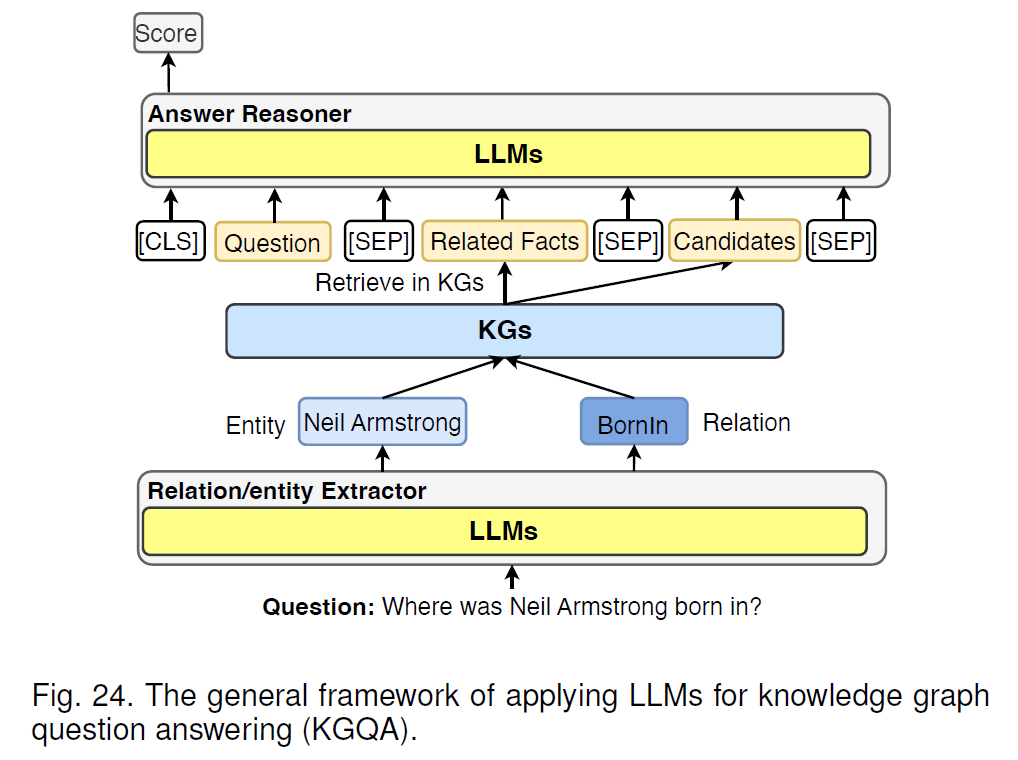 Score
Answer Reasoner
LLMs
[CLS] Question [SEP] Related Facts [SEP] Candidates [SEP]
Retrieve in KGs
KGs
Entity Neil Armstrong BornIn Relation
Relation/entity Extractor
LLMs
Question: Where was Neil Armstrong born in?
Fig. 24. The general framework of applying LLMs for knowledge graph
question answering (KGQA).